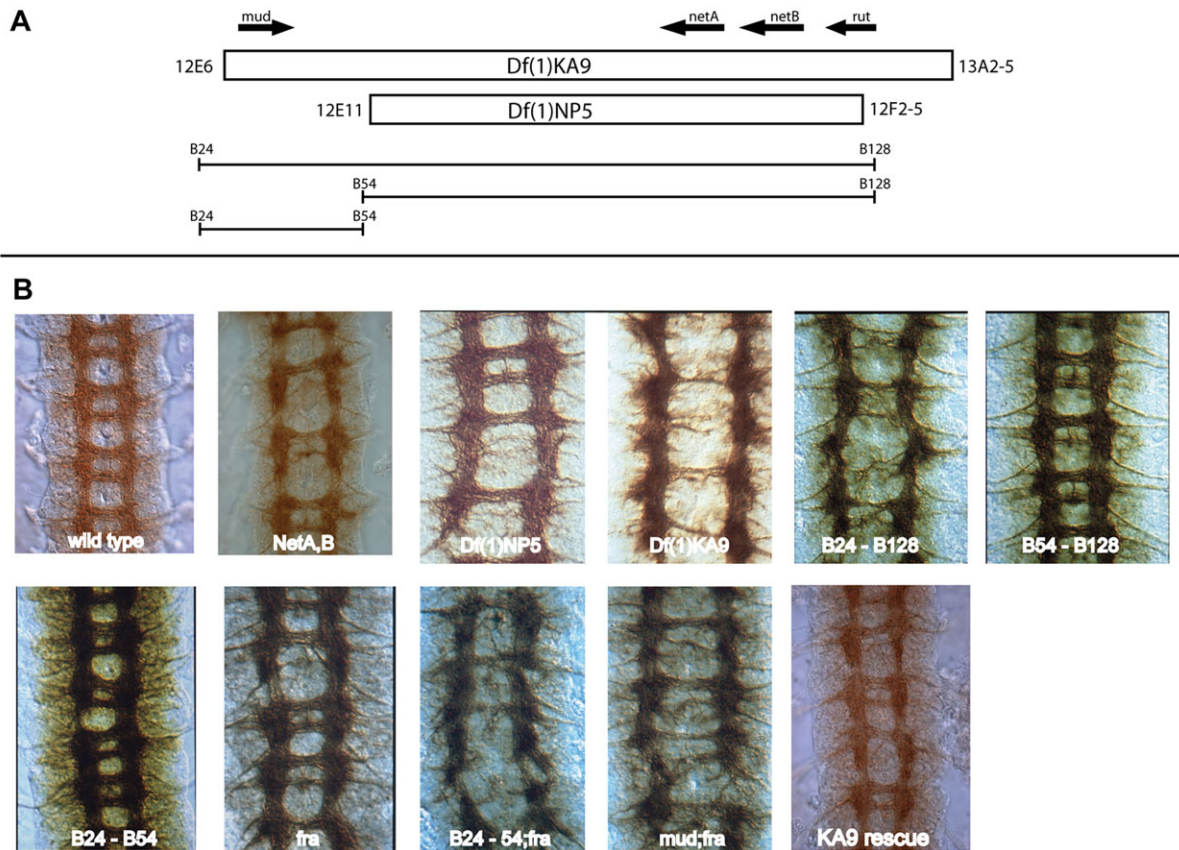 A
mud netA netB rut
12E6 Df(1)KA9 13A2-5
12E11 Df(1)NP5 12F2-5
B24 B128
B54 B128
B24 B54
B
wild type NetA,B Df(1)NP5 Df(1)KA9 B24 - B128 B54 - B128
B24 - B54 fra B24 - 54;fra mud;fra KA9 rescue